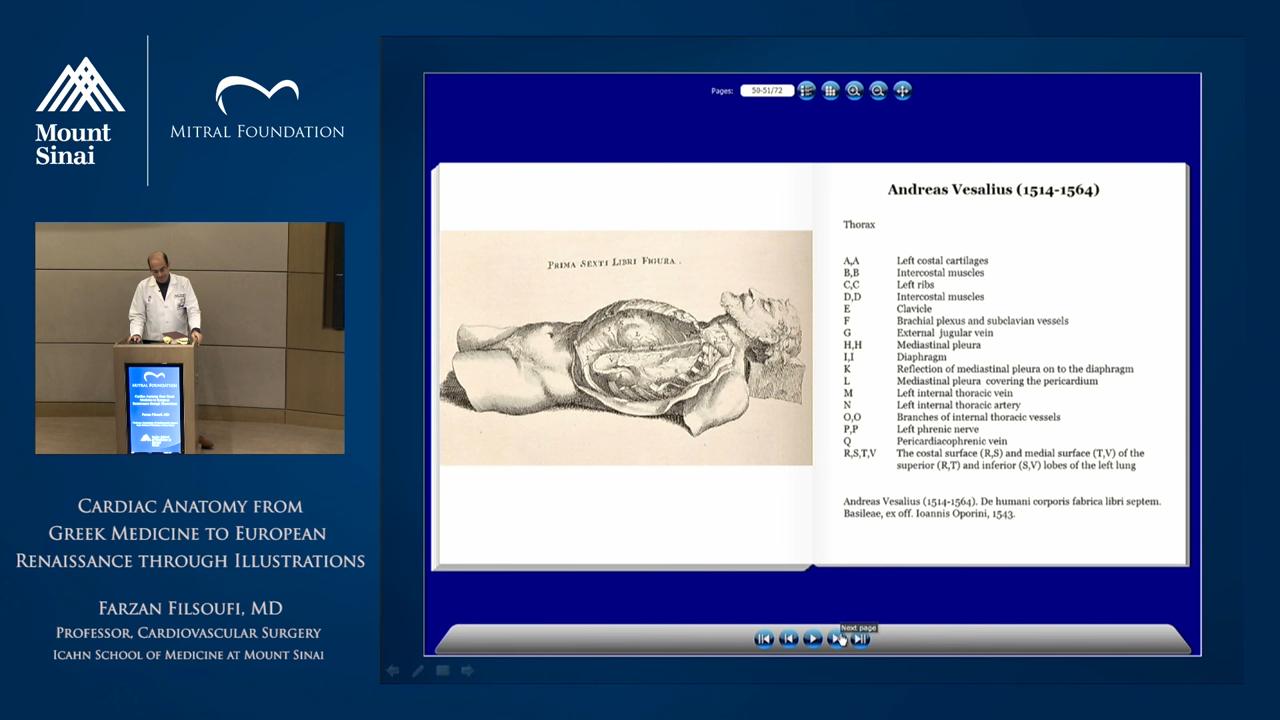 Mount
Sinai
MITRAL FOUNDATION
CARDIAC ANATOMY FROM
GREEK MEDICINE TO EUROPEAN
RENAISSANCE THROUGH ILLUSTRATIONS
FARZAN FILSOUFI, MD
PROFESSOR, CARDIOVASCULAR SURGERY
ICAHN SCHOOL OF MEDICINE AT MOUNT SINAI
Pages: 50-51/72
PRIMA SEXTI LIBRI FIGURA.
Andreas Vesalius (1514-1564)
Thorax
A,A Left costal cartilages
B,B Intercostal muscles
C,C Left ribs
D,D Intercostal muscles
E Clavicle
F Brachial plexus and subclavian vessels
G External jugular vein
H,H Mediastinal pleura
I,I Diaphragm
K Reflection of mediastinal pleura on to the diaphragm
L Mediastinal pleura covering the pericardium
M Left internal thoracic vein
N Left internal thoracic artery
O,O Branches of internal thoracic vessels
P,P Left phrenic nerve
Q Pericardiacophrenic vein
R,S,T,V The costal surface (R,S) and medial surface (T,V) of the
superior (R,T) and inferior (S,V) lobes of the left lung
Andreas Vesalius (1514-1564). De humani corporis fabrica libri septem.
Basileae, ex off. Ioannis Oporini, 1543.
Next page
MITRAL FOUNDATION